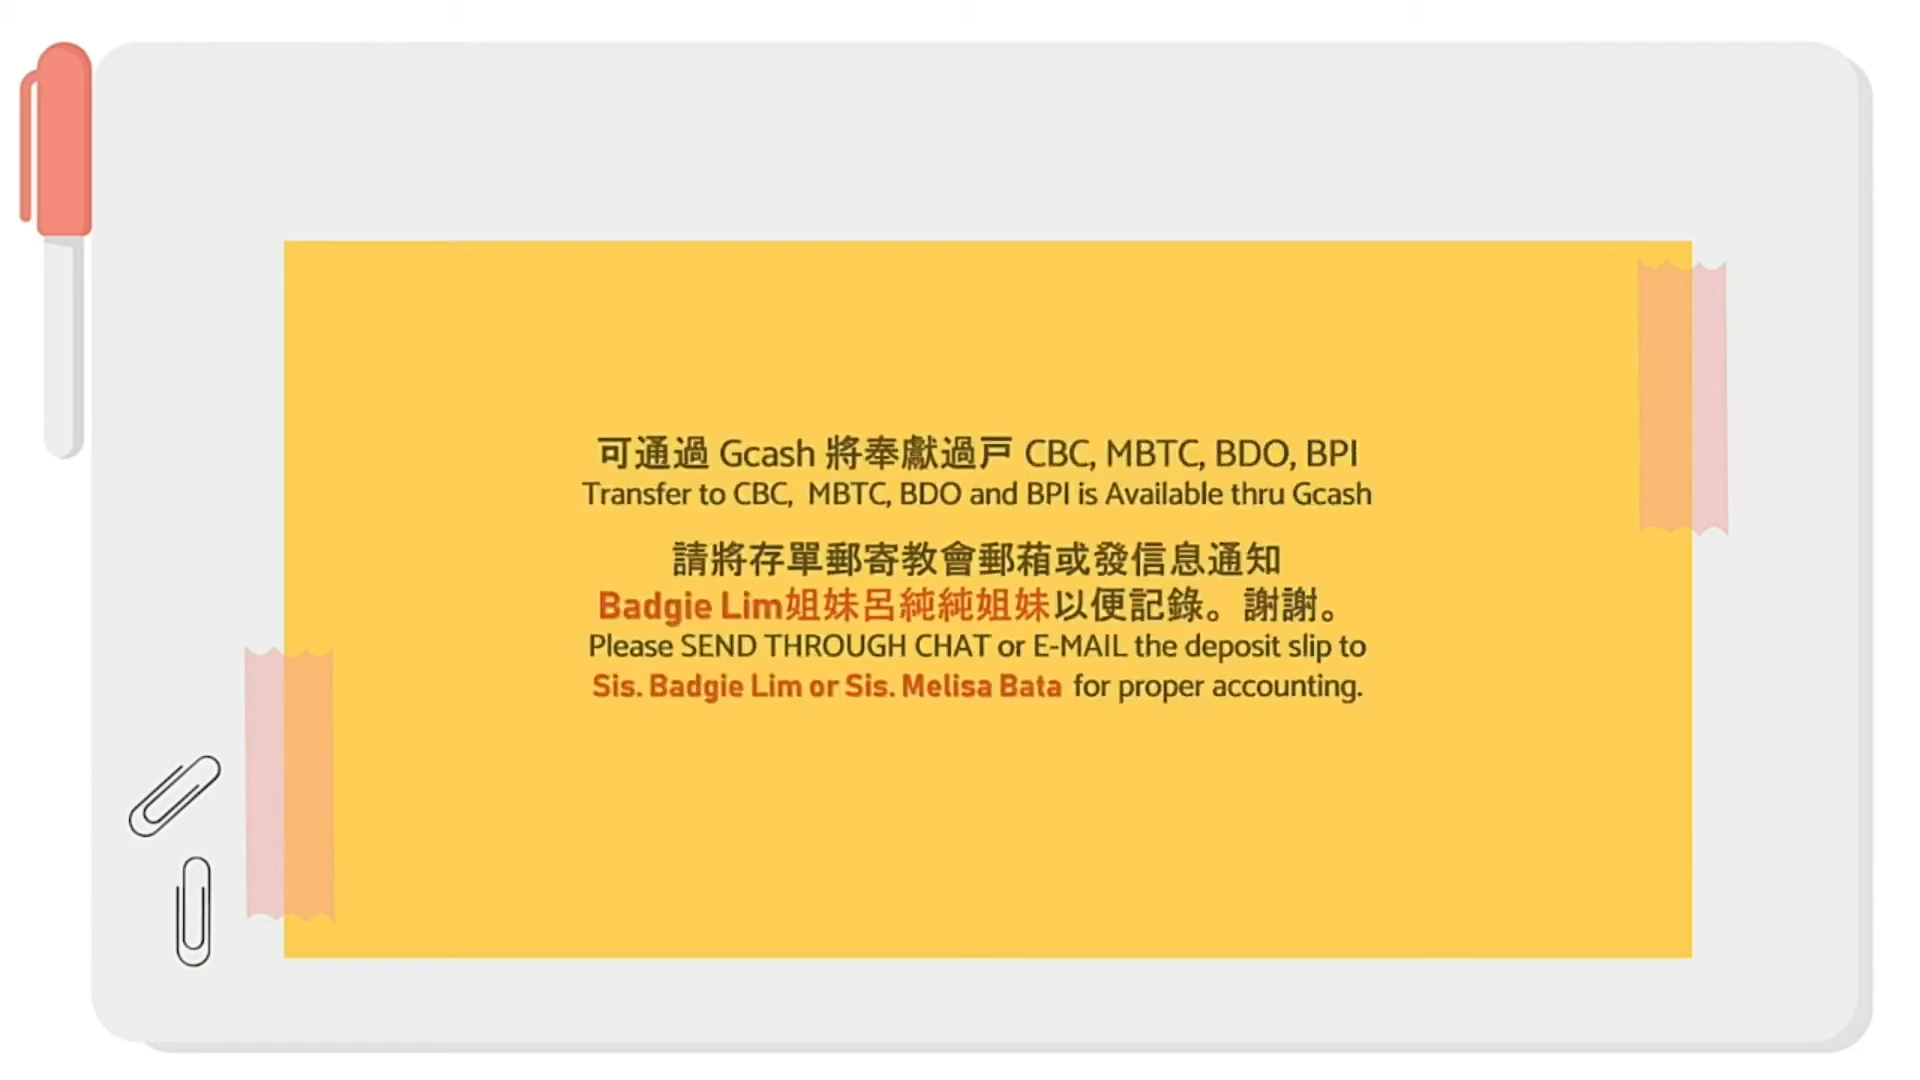 可通過 Gcash 將奉獻過戸 CBC, MBTC, BDO, BPI
Transfer to CBC, MBTC, BDO and BPI is Available thru Gcash
請將存單郵寄教會郵葙或發信息通知
Badgie Lim姐妹呂純純姐妹以便記錄。謝謝。
Please SEND THROUGH CHAT or E-MAIL the deposit slip to
Sis. Badgie Lim or Sis. Melisa Bata for proper accounting.